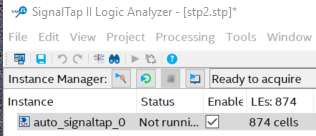 SignalTap II Logic Analyzer - [stp2.stp]*
File Edit View Project Processing Tools Window
Instance Manager: Ready to acquire
Instance Status Enable LEs: 874
auto_signaltap_0 Not runni... 874 cells